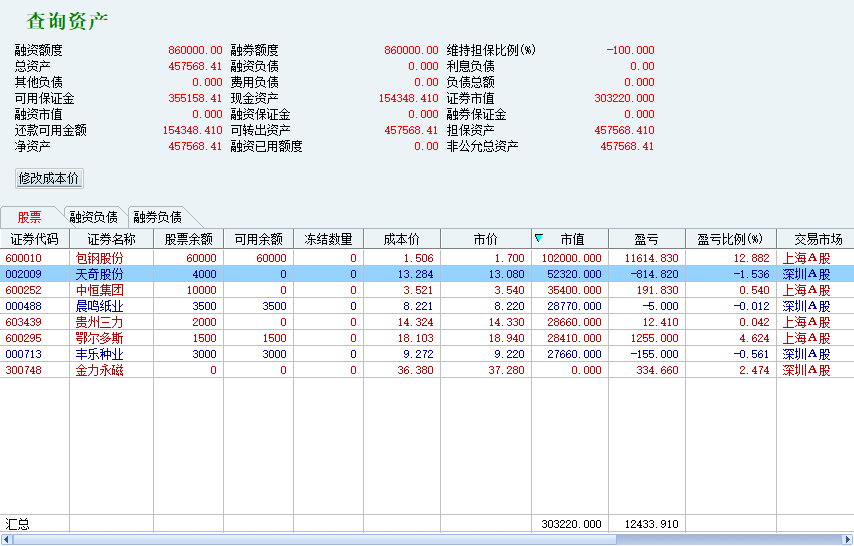 查询资产
融资额度 860000.00 融券额度 860000.00 维持担保比例(%) -100.000
总资产 457568.41 融资负债 0.000 利息负债 0.00
其他负债 0.000 费用负债 0.00 负债总额 0.000
可用保证金 355158.41 现金资产 154348.410 证券市值 303220.000
融资市值 0.000 融资保证金 0.000 融券保证金 0.000
还款可用金额 154348.410 可转出资产 457568.41 担保资产 457568.410
净资产 457568.41 融资已用额度 0.00 非公允总资产 457568.41
修改成本价
股票 融资负债 融券负债
证券代码 证券名称 股票余额 可用余额 冻结数量 成本价 市价 市值 盈亏 盈亏比例(%) 交易市场
600010 包钢股份 60000 60000 0 1.506 1.700 102000.000 11614.830 12.882 上海A股
002009 天奇股份 4000 0 0 13.284 13.080 52320.000 -814.820 -1.536 深圳A股
600252 中恒集团 10000 0 0 3.521 3.540 35400.000 191.830 0.540 上海A股
000488 晨鸣纸业 3500 3500 0 8.221 8.220 28770.000 -5.000 -0.012 深圳A股
603439 贵州三力 2000 0 0 14.324 14.330 28660.000 12.410 0.042 上海A股
600295 鄂尔多斯 1500 1500 0 18.103 18.940 28410.000 1255.000 4.624 上海A股
000713 丰乐种业 3000 3000 0 9.272 9.220 27660.000 -155.000 -0.561 深圳A股
300748 金力永磁 0 0 0 36.380 37.280 0.000 334.660 2.474 深圳A股
汇总 303220.000 12433.910